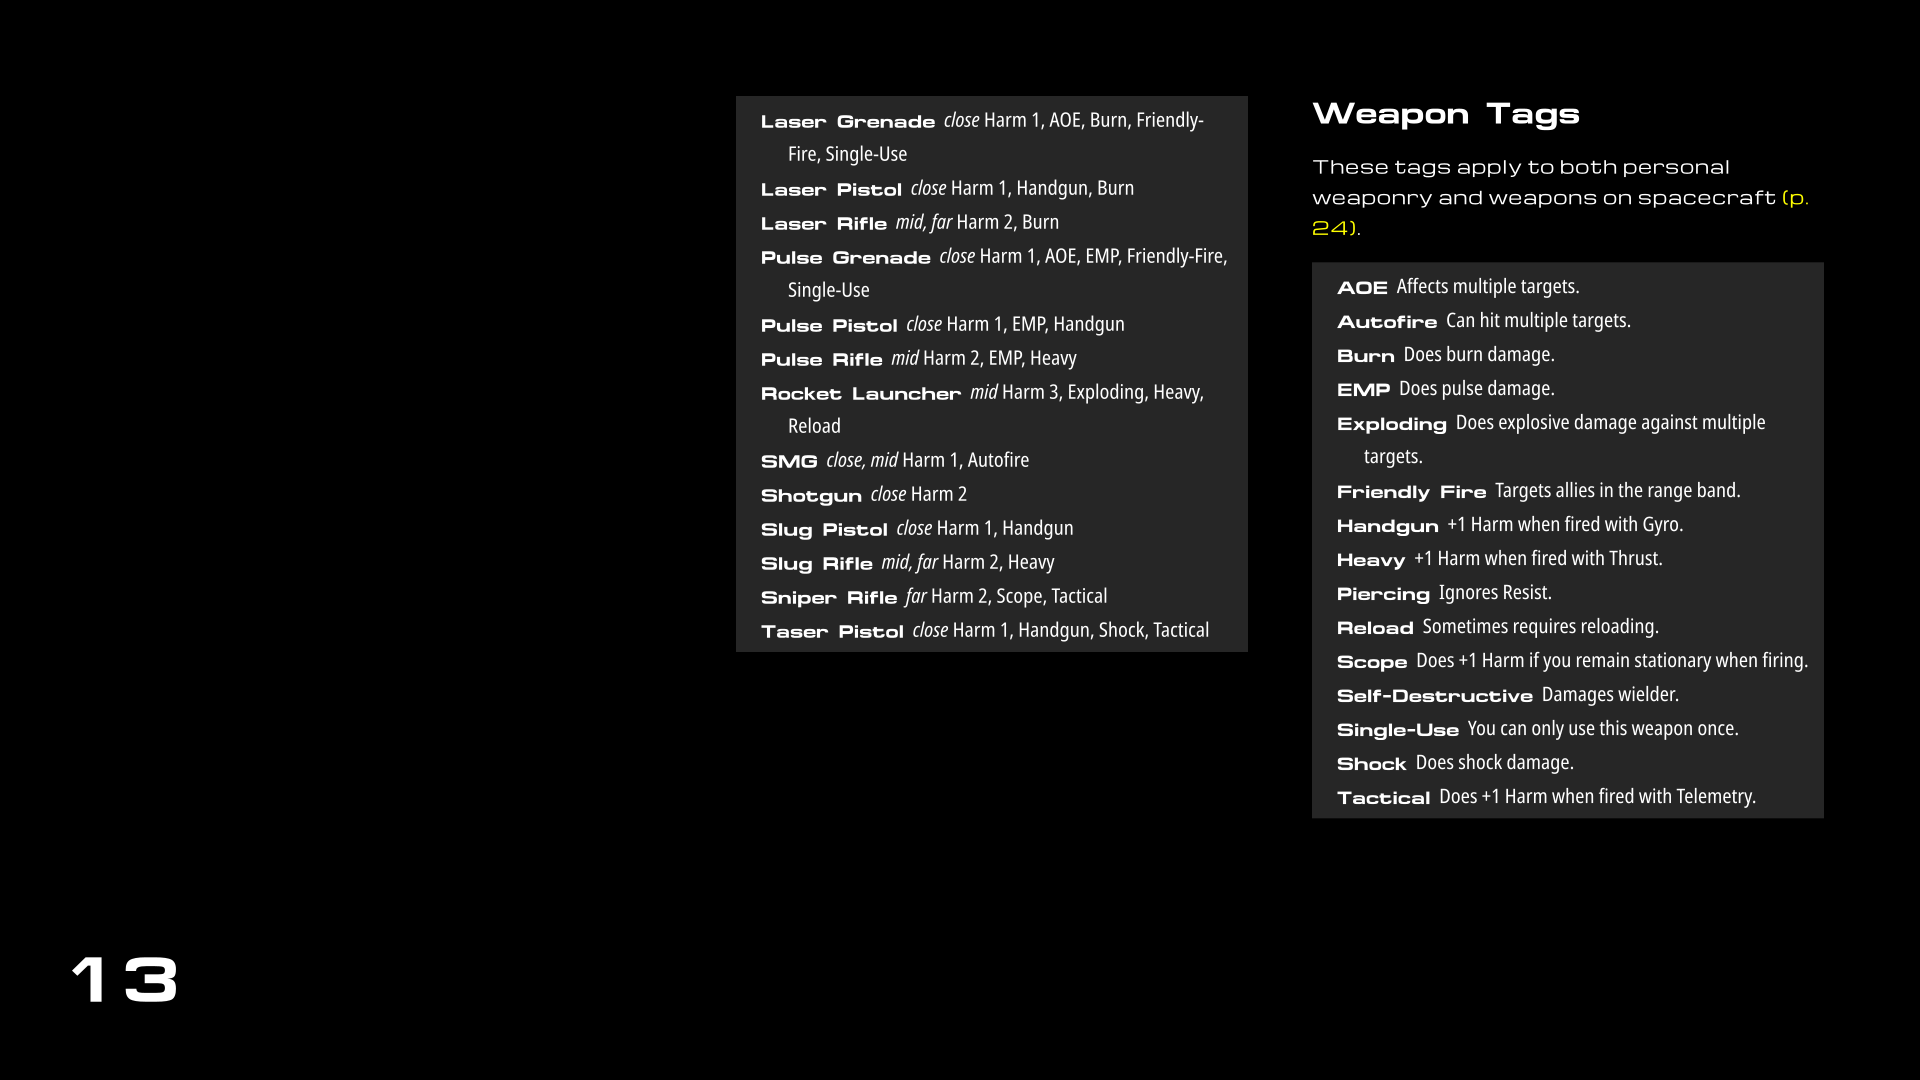 Laser Grenade close Harm 1, AOE, Burn, Friendly-
Fire, Single-Use
Laser Pistol close Harm 1, Handgun, Burn
Laser Rifle mid, far Harm 2, Burn
Pulse Grenade close Harm 1, AOE, EMP, Friendly-Fire,
Single-Use
Pulse Pistol close Harm 1, EMP, Handgun
Pulse Rifle mid Harm 2, EMP, Heavy
Rocket Launcher mid Harm 3, Exploding, Heavy,
Reload
SMG close, mid Harm 1, Autofire
Shotgun close Harm 2
Slug Pistol close Harm 1, Handgun
Slug Rifle mid, far Harm 2, Heavy
Sniper Rifle far Harm 2, Scope, Tactical
Taser Pistol close Harm 1, Handgun, Shock, Tactical
Weapon Tags
These tags apply to both personal
weaponry and weapons on spacecraft (p.
24).
AOE Affects multiple targets.
Autofire Can hit multiple targets.
Burn Does burn damage.
EMP Does pulse damage.
Exploding Does explosive damage against multiple
targets.
Friendly Fire Targets allies in the range band.
Handgun +1 Harm when fired with Gyro.
Heavy +1 Harm when fired with Thrust.
Piercing Ignores Resist.
Reload Sometimes requires reloading.
Scope Does +1 Harm if you remain stationary when firing.
Self-Destructive Damages wielder.
Single-Use You can only use this weapon once.
Shock Does shock damage.
Tactical Does +1 Harm when fired with Telemetry.
13